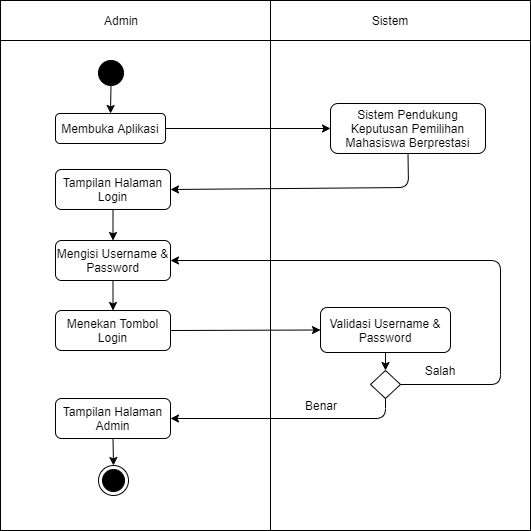 Admin
Sistem
Membuka Aplikasi
Sistem Pendukung
Keputusan Pemilihan
Mahasiswa Berprestasi
Tampilan Halaman
Login
Mengisi Username &
Password
Menekan Tombol
Login
Validasi Username &
Password
Salah
Benar
Tampilan Halaman
Admin